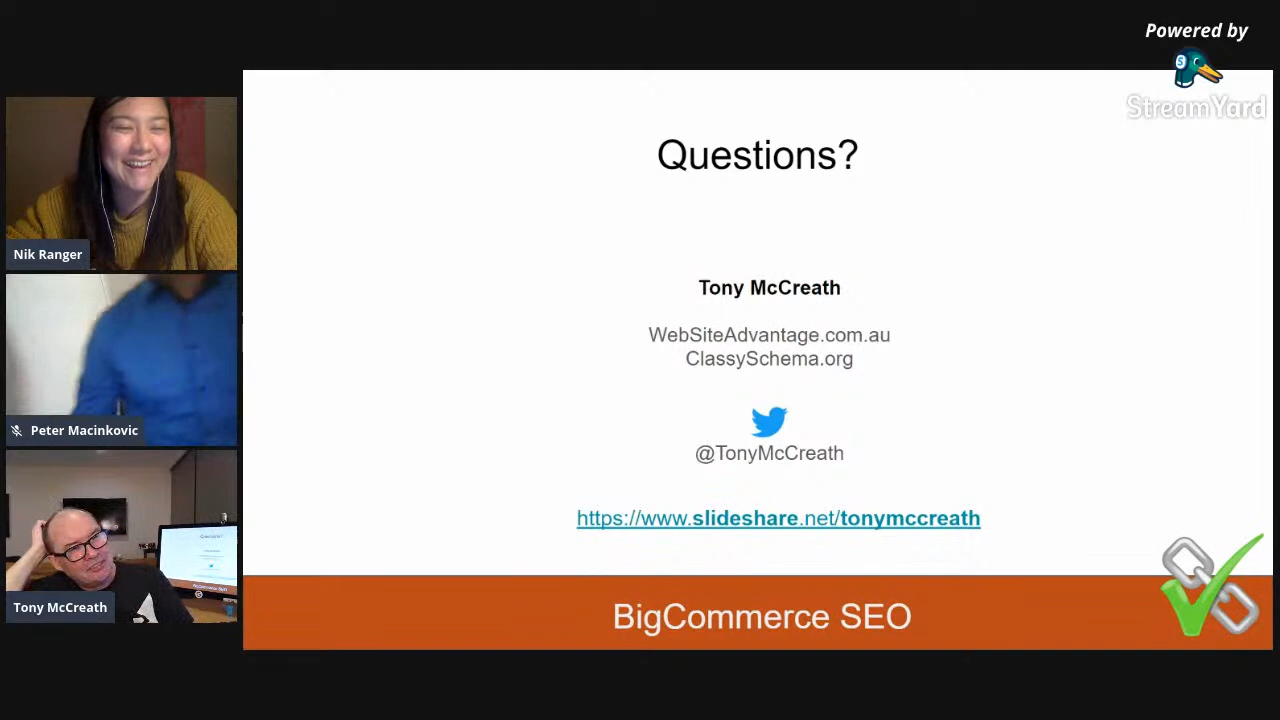 Powered by
StreamYard
Nik Ranger
Peter Macinkovic
Tony McCreath
Questions?
Tony McCreath
WebSiteAdvantage.com.au
ClassySchema.org
@TonyMcCreath
https://www.slideshare.net/tonymccreath
BigCommerce SEO